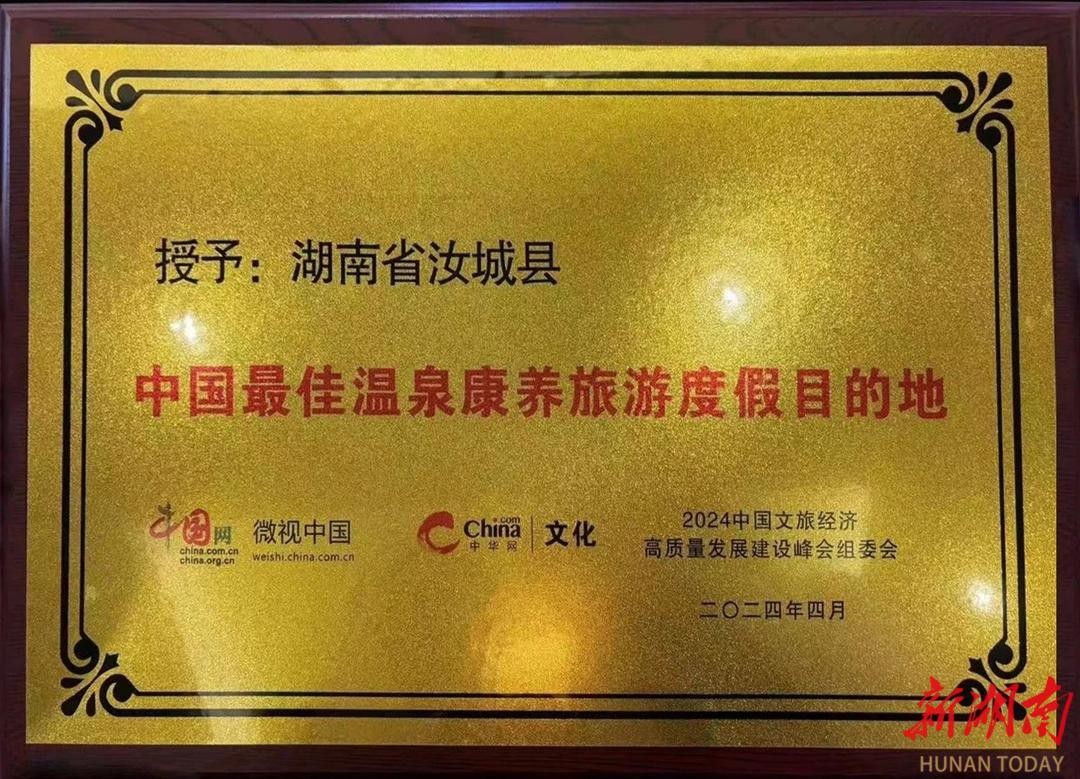 授予：湖南省汝城县
中国最佳温泉康养旅游度假目的地
中国网
china.com.cn
china.org.cn
微视中国
weishi.china.com.cn
China.com
中华网
文化
2024中国文旅经济
高质量发展建设峰会组委会
二〇二四年四月
新湖南
HUNAN TODAY